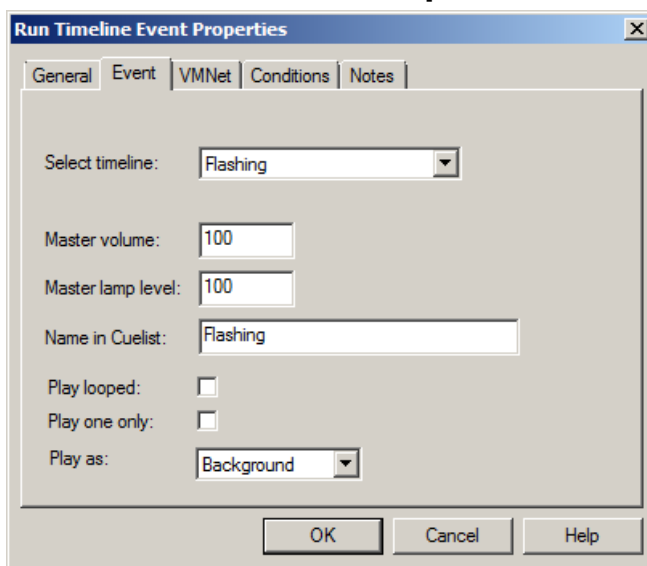 Run Timeline Event Properties
General Event VMNet Conditions Notes
Select timeline: Flashing
Master volume: 100
Master lamp level: 100
Name in Cuelist: Flashing
Play looped:
Play one only:
Play as: Background
OK Cancel Help